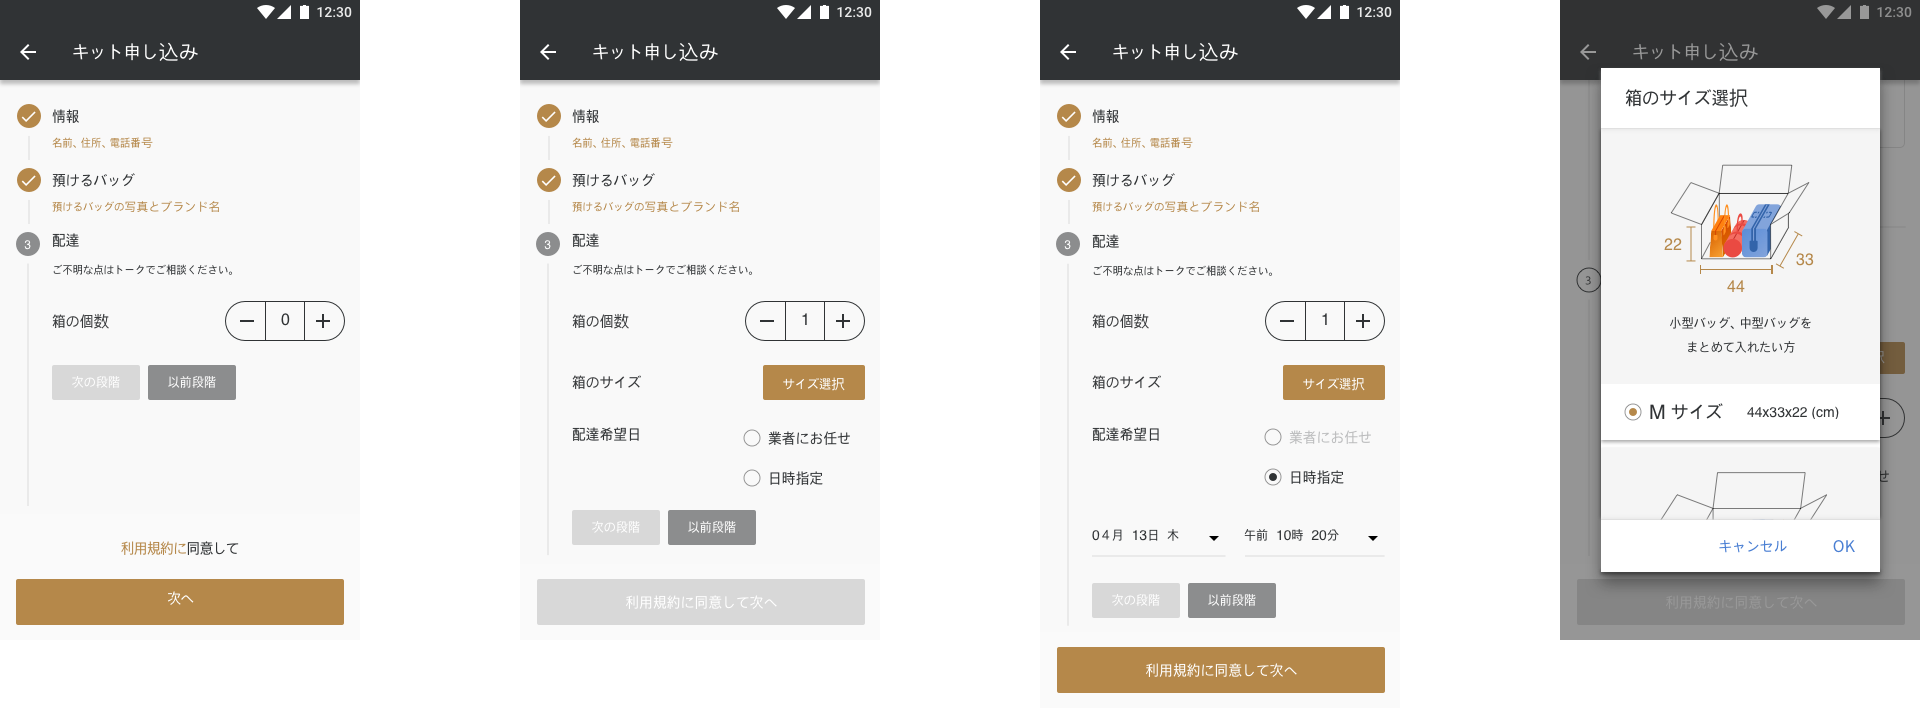 12:30
キット申し込み
情報
名前、住所、電話番号
預けるバッグ
預けるバッグの写真とブランド名
3
配達
ご不明な点はトークでご相談ください。
箱の個数
0
次の段階
以前段階
利用規約に同意して
次へ
12:30
キット申し込み
情報
名前、住所、電話番号
預けるバッグ
預けるバッグの写真とブランド名
3
配達
ご不明な点はトークでご相談ください。
箱の個数
1
箱のサイズ
サイズ選択
配達希望日
業者にお任せ
日時指定
次の段階
以前段階
利用規約に同意して次へ
12:30
キット申し込み
情報
名前、住所、電話番号
預けるバッグ
預けるバッグの写真とブランド名
3
配達
ご不明な点はトークでご相談ください。
箱の個数
1
箱のサイズ
サイズ選択
配達希望日
業者にお任せ
日時指定
04月 13日 木
午前 10時 20分
次の段階
以前段階
利用規約に同意して次へ
12:30
キット申し込み
箱のサイズ選択
22
33
44
3
小型バッグ、中型バッグを
まとめて入れたい方
択
M サイズ 44x33x22 (cm)
せ
キャンセル
OK
利用規約に同意して次へ